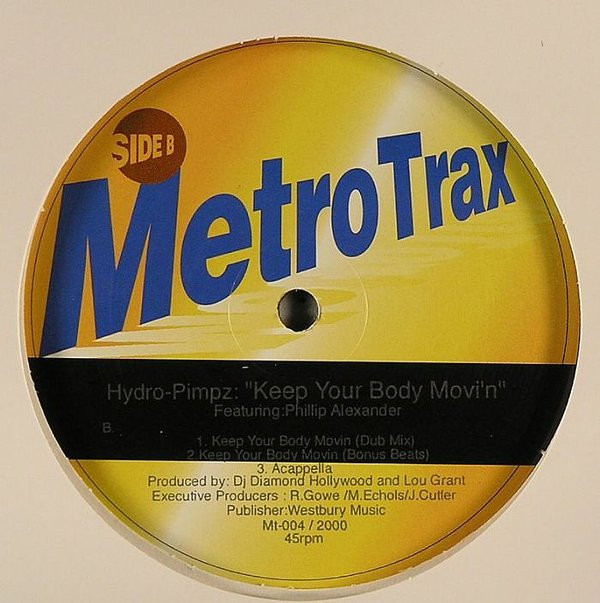 SIDE B
MetroTrax
Hydro-Pimpz: "Keep Your Body Movi'n"
Featuring:Phillip Alexander
B.
1. Keep Your Body Movin (Dub Mix)
2 Keep Your Body Movin (Bonus Beats)
3. Acappella
Produced by: Dj Diamond Hollywood and Lou Grant
Executive Producers : R.Gowe /M.Echols/J.Cutler
Publisher:Westbury Music
Mt-004 / 2000
45rpm